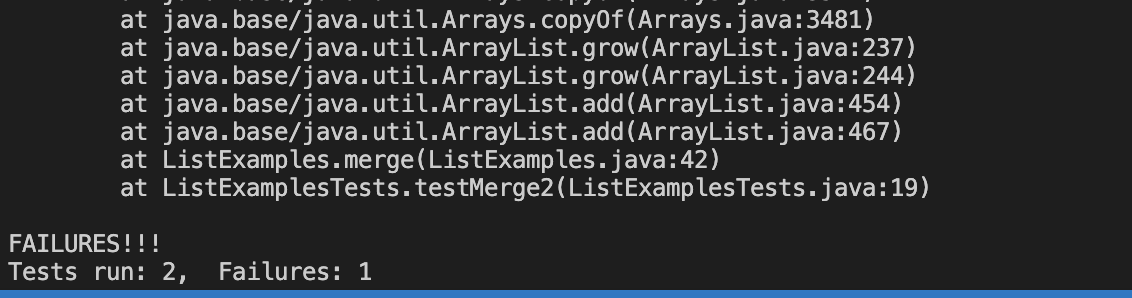 at java.base/java.util.Arrays.copyOf(Arrays.java:3481)
at java.base/java.util.ArrayList.grow(ArrayList.java:237)
at java.base/java.util.ArrayList.grow(ArrayList.java:244)
at java.base/java.util.ArrayList.add(ArrayList.java:454)
at java.base/java.util.ArrayList.add(ArrayList.java:467)
at ListExamples.merge(ListExamples.java:42)
at ListExamplesTests.testMerge2(ListExamplesTests.java:19)
FAILURES!!!
Tests run: 2,  Failures: 1